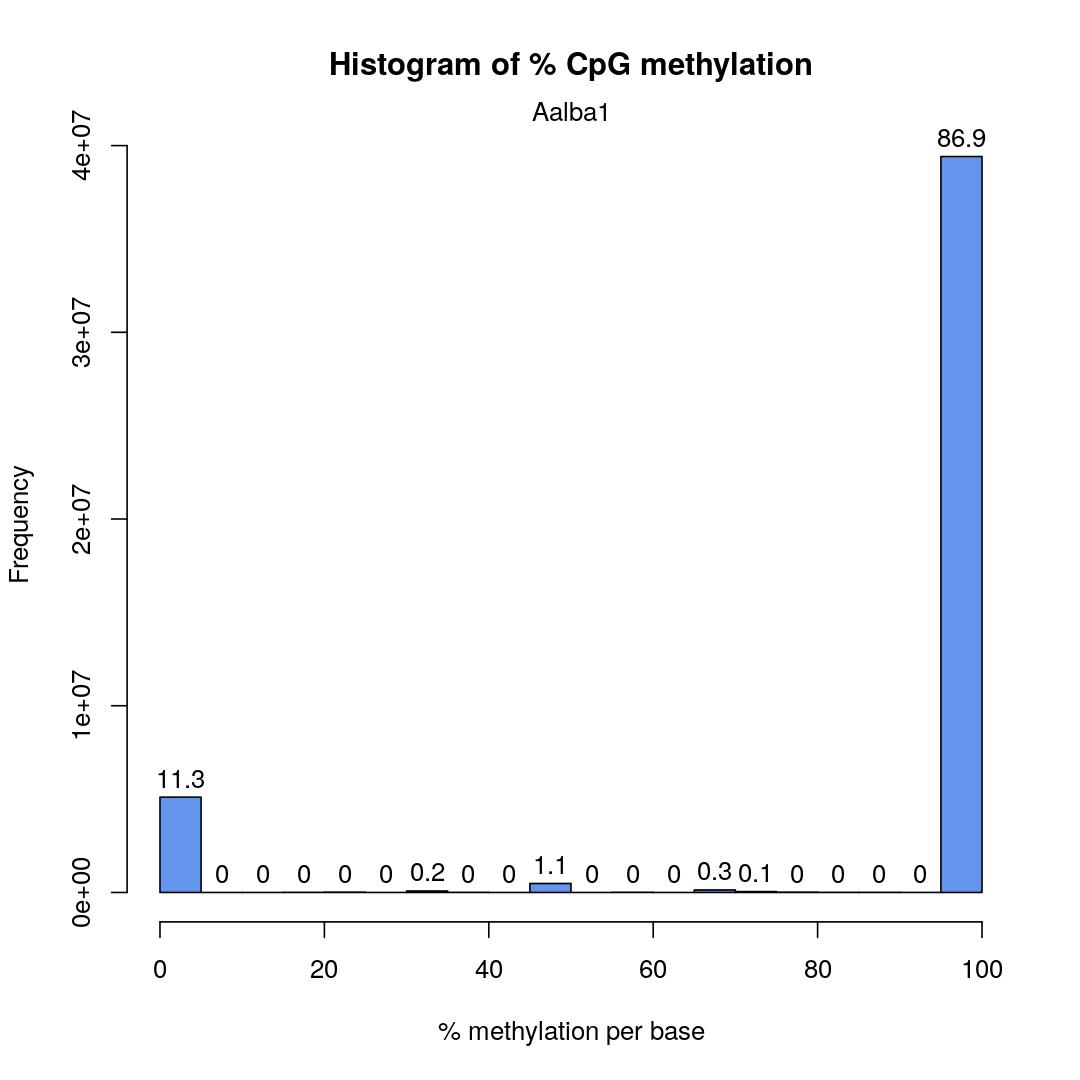 Histogram of % CpG methylation
Aalba1
86.9
4e+07
3e+07
2e+07
1e+07
0e+00
Frequency
11.3
0 0 0 0 0 0.2 0 0 1.1 0 0 0 0.3 0.1 0 0 0 0
0 20 40 60 80 100
% methylation per base